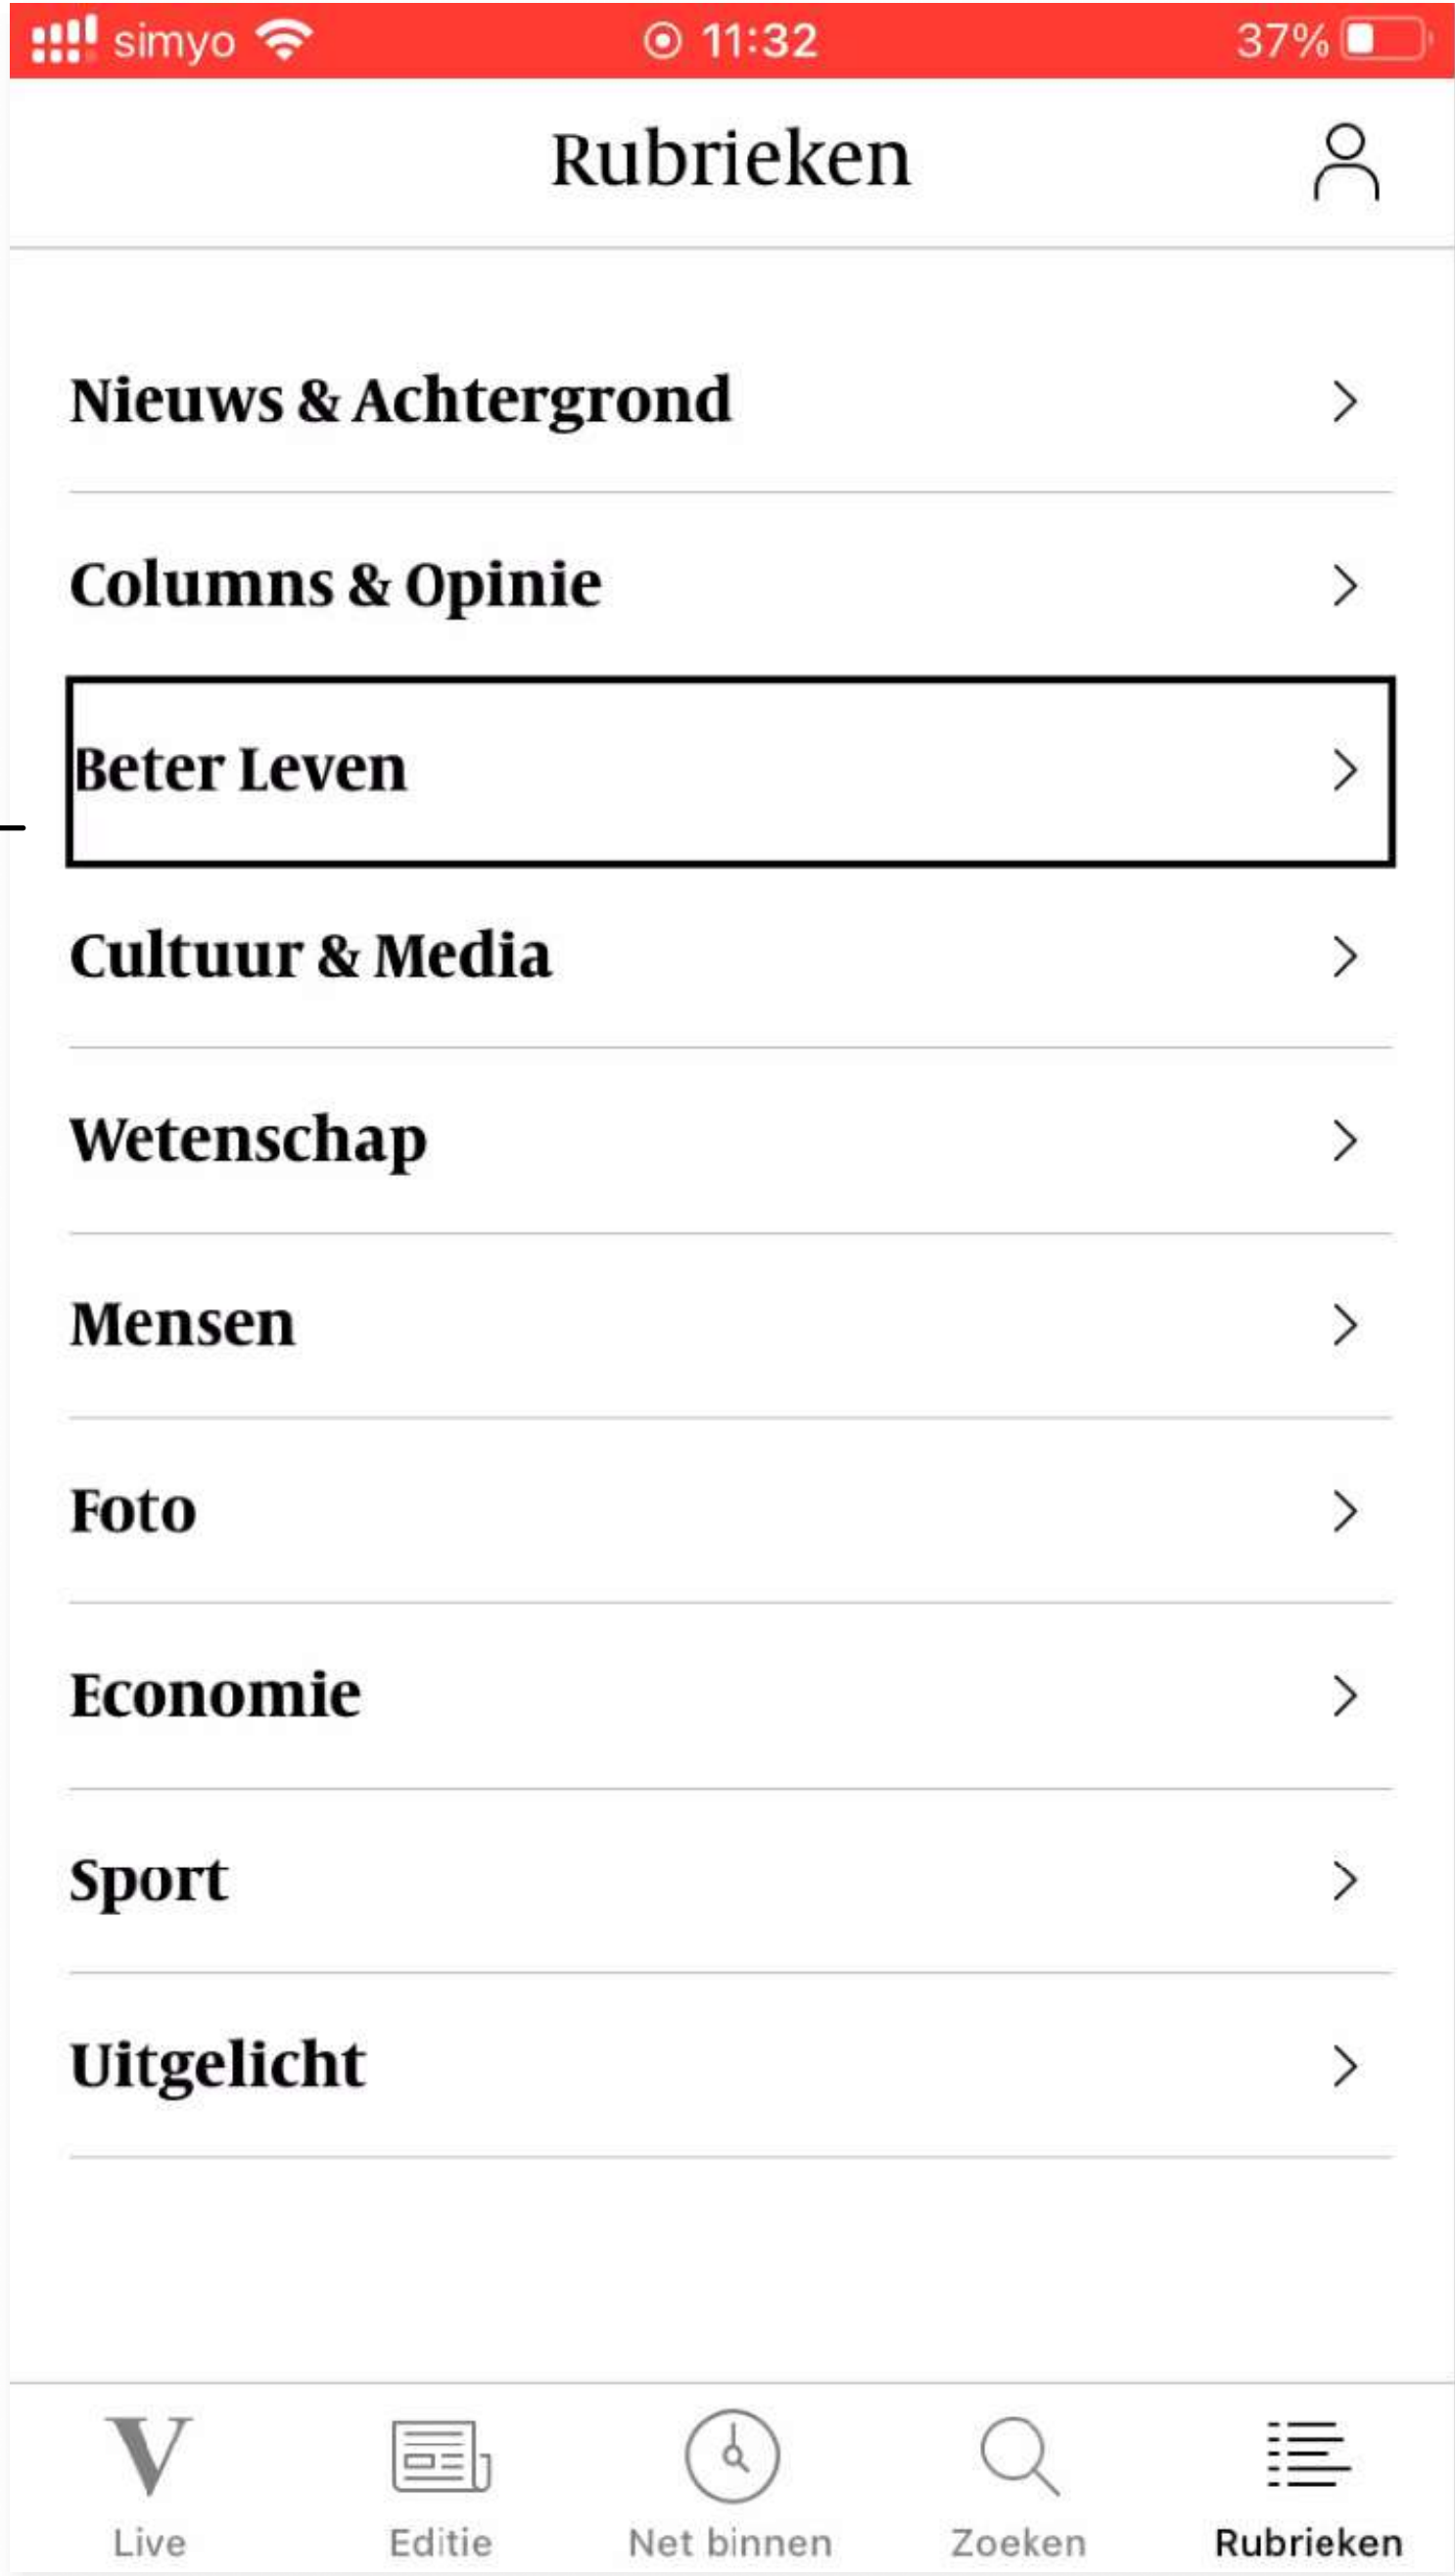 simyo 11:32 37%
Rubrieken
Nieuws & Achtergrond
Columns & Opinie
Beter Leven
Cultuur & Media
Wetenschap
Mensen
Foto
Economie
Sport
Uitgelicht
V
Live Editie Net binnen Zoeken Rubrieken